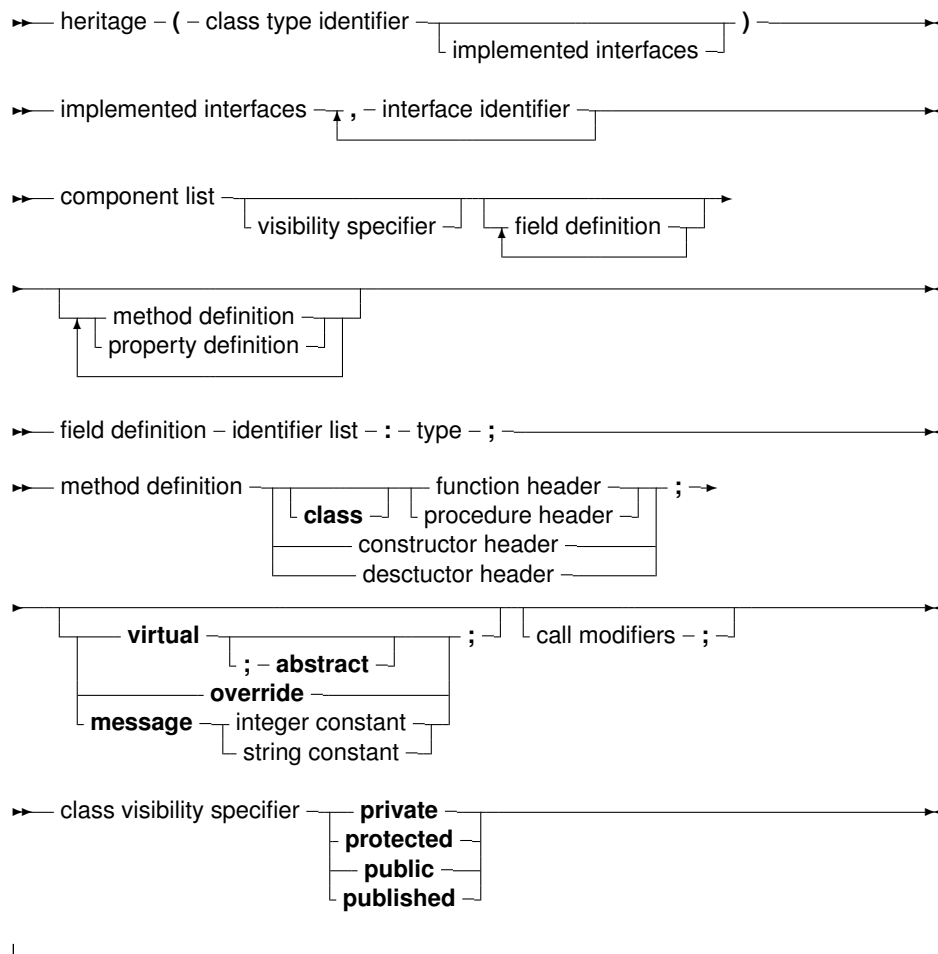 heritage ( class type identifier )
implemented interfaces
implemented interfaces , interface identifier
component list
visibility specifier field definition
method definition
property definition
field definition identifier list : type ;
method definition function header ;
class procedure header
constructor header
desctuctor header
virtual ; call modifiers ;
; abstract
override
message integer constant
string constant
class visibility specifier private
protected
public
published